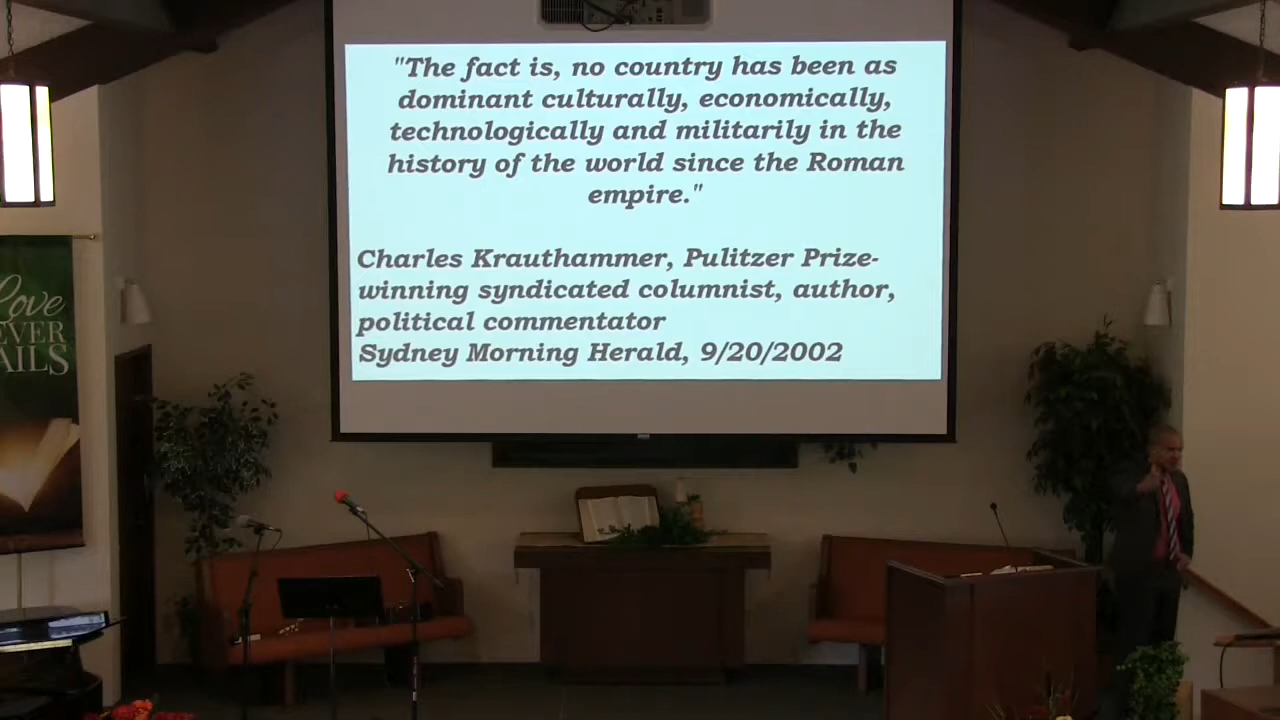 "The fact is, no country has been as
dominant culturally, economically,
technologically and militarily in the
history of the world since the Roman
empire."
Charles Krauthammer, Pulitzer Prize-
winning syndicated columnist, author,
political commentator
Sydney Morning Herald, 9/20/2002
Love
EVER
AILS